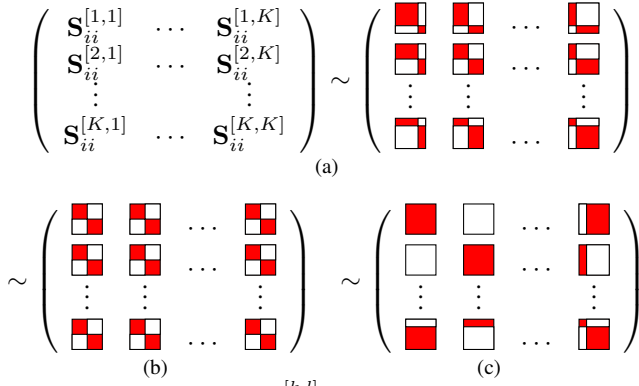 S_{ii}^{[1,1]} ... S_{ii}^{[1,K]}
S_{ii}^{[2,1]} ... S_{ii}^{[2,K]}
⋮ ⋮
S_{ii}^{[K,1]} ... S_{ii}^{[K,K]}
∼
(a)
∼
∼
(b) (c)